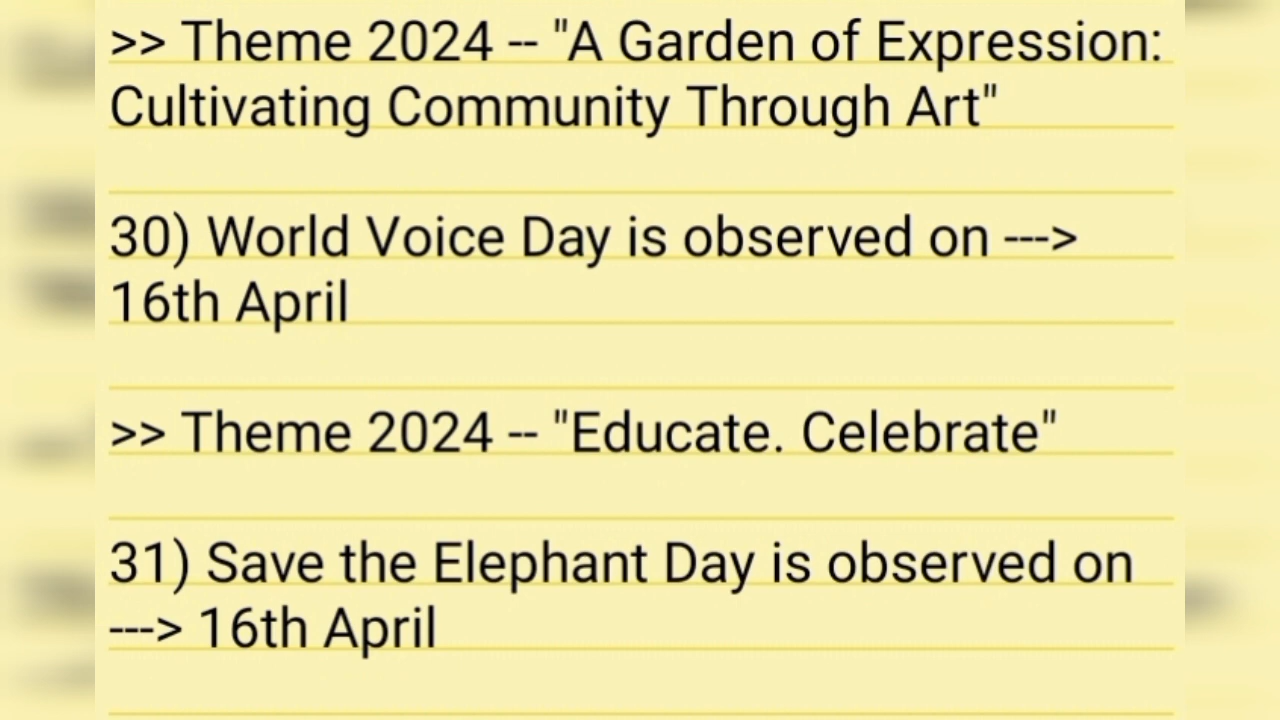 >> Theme 2024 -- "A Garden of Expression:
Cultivating Community Through Art"
30) World Voice Day is observed on --->
16th April
>> Theme 2024 -- "Educate. Celebrate"
31) Save the Elephant Day is observed on
---> 16th April